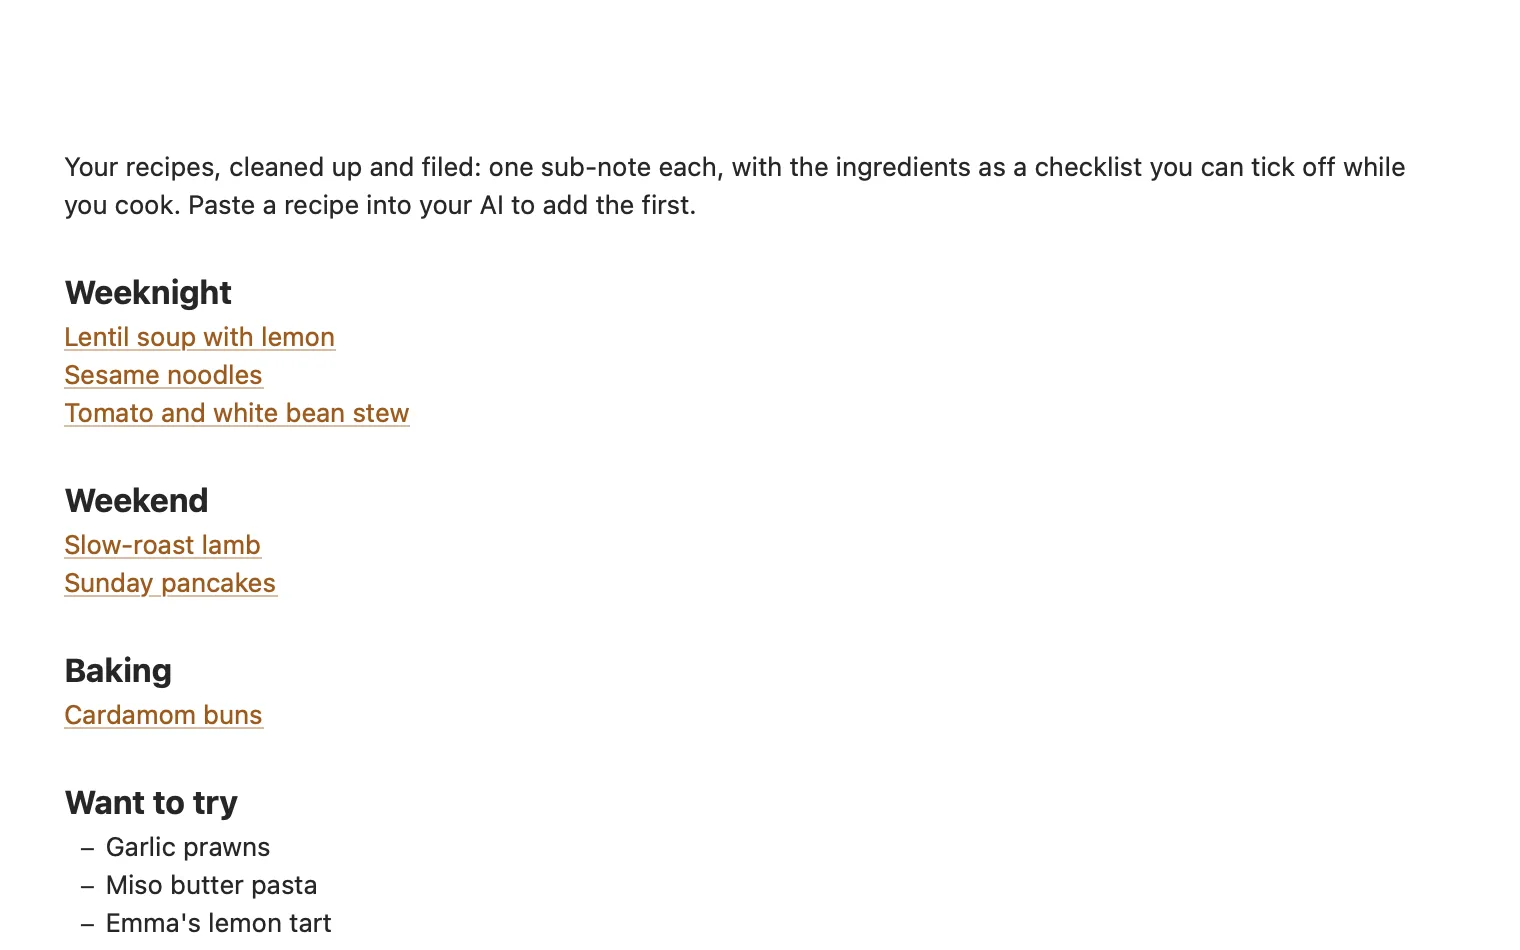 Your recipes, cleaned up and filed: one sub-note each, with the ingredients as a checklist you can tick off while
you cook. Paste a recipe into your AI to add the first.
Weeknight
Lentil soup with lemon
Sesame noodles
Tomato and white bean stew
Weekend
Slow-roast lamb
Sunday pancakes
Baking
Cardamom buns
Want to try
– Garlic prawns
– Miso butter pasta
– Emma's lemon tart